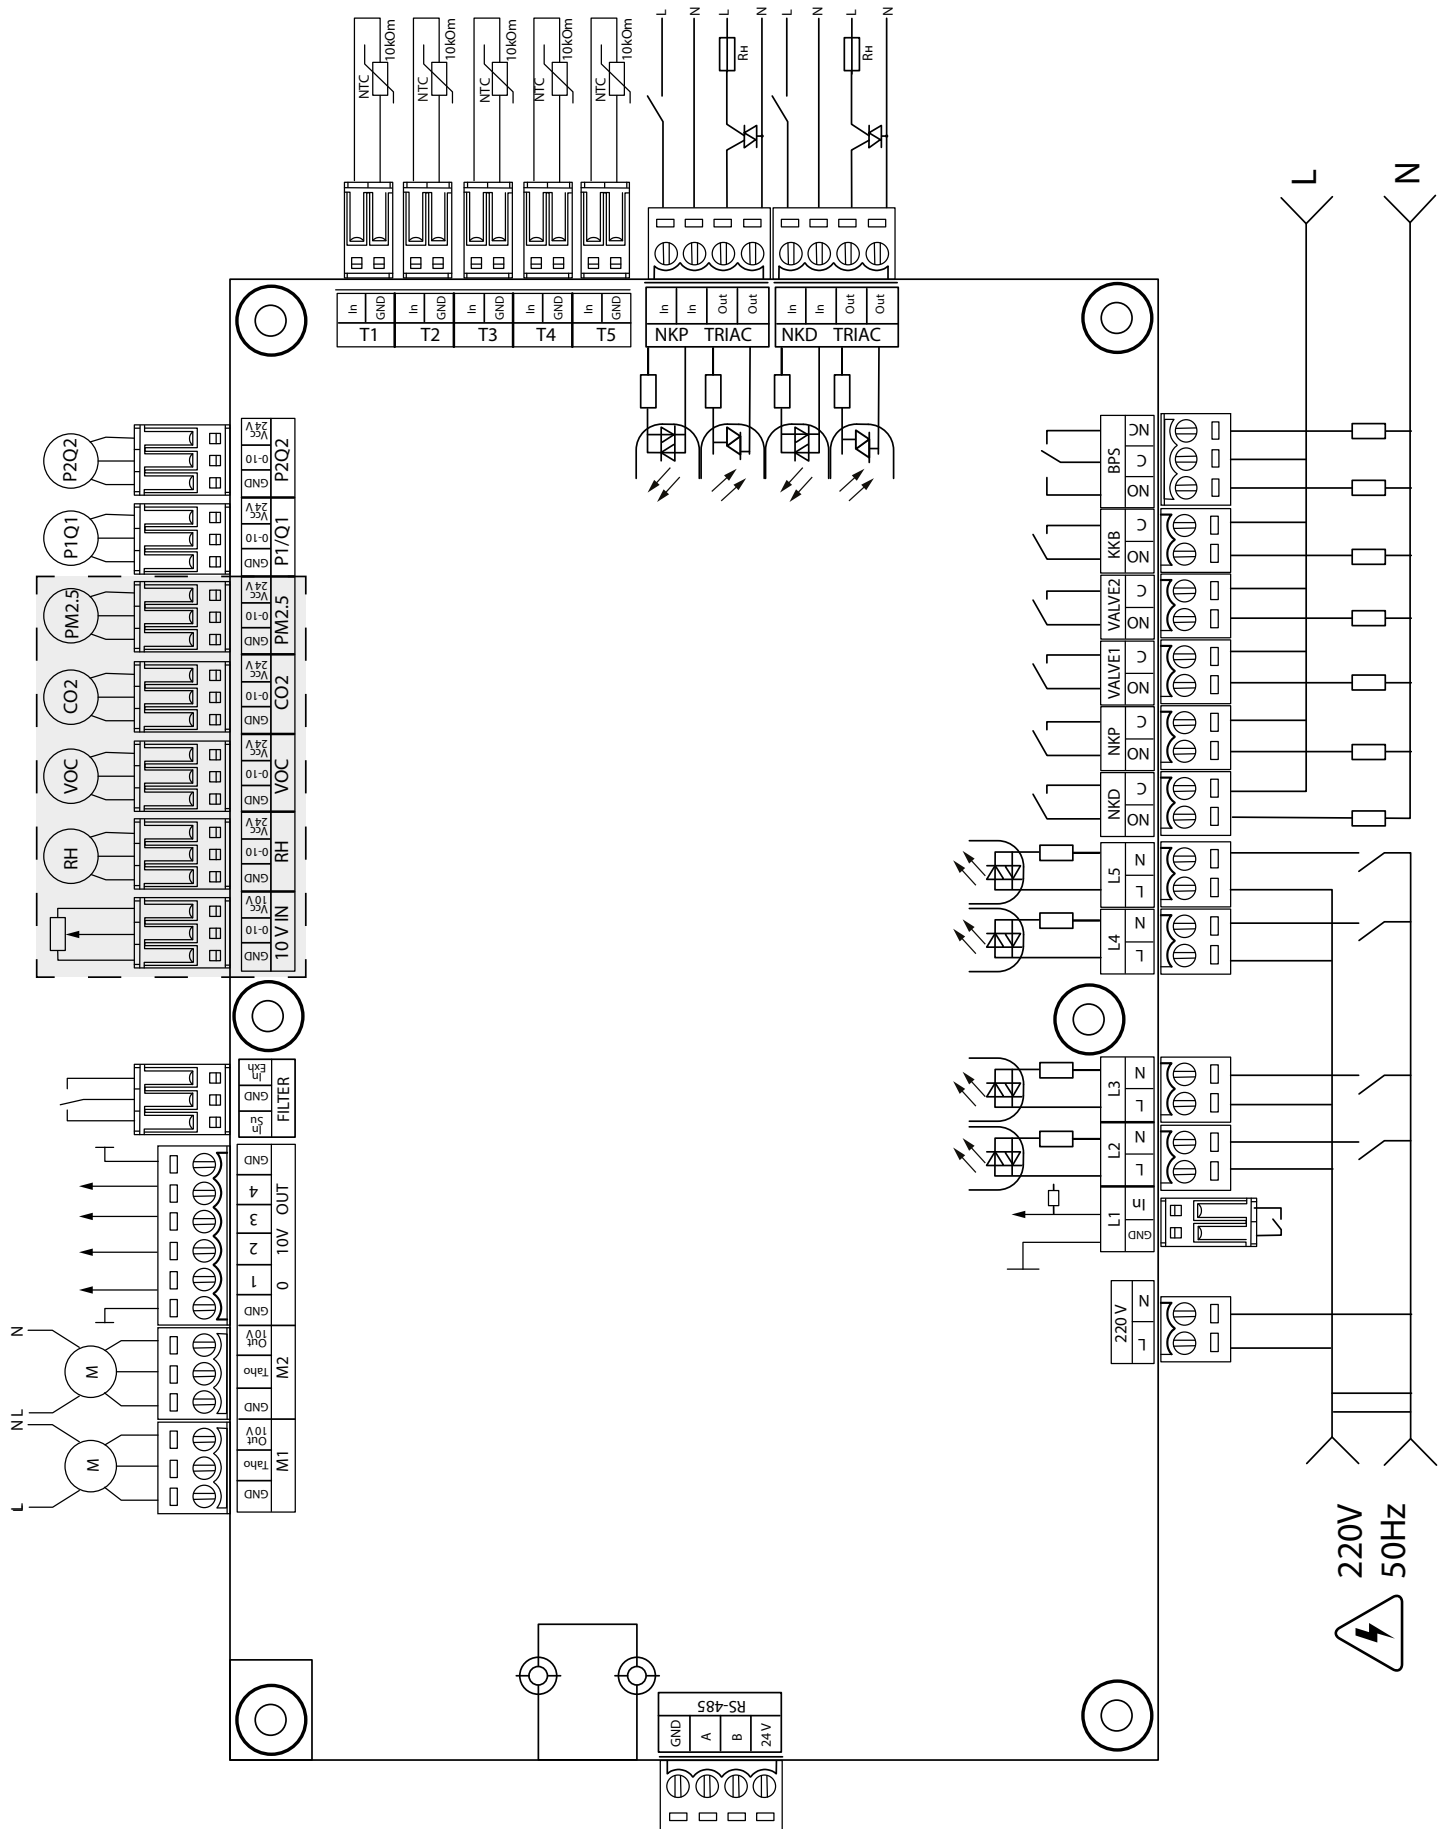 NTC 10kOm
NTC 10kOm
NTC 10kOm
NTC 10kOm
NTC 10kOm
L N L N L N L N
Rн Rн
In GND In GND In GND In GND In GND
T1 T2 T3 T4 T5
In In Out Out In In Out Out
NKP TRIAC NKD TRIAC
L N
P2Q2
Vcc 24V 0-10 GND
P2Q2
P1Q1
Vcc 24V 0-10 GND
P1/Q1
PM2.5
Vcc 24V 0-10 GND
PM2.5
CO2
Vcc 24V 0-10 GND
CO2
VOC
Vcc 24V 0-10 GND
VOC
RH
Vcc 24V 0-10 GND
RH
Vcc 10V 0-10 GND
10 V IN
In Exh GND In Su
FILTER
GND 4 3 2 1 GND
0 10V OUT
N L
M
Out 10V Taho GND
M2
N L
M
Out 10V Taho GND
M1
BPS
NC C NO
KKB
C NO
VALVE2
C NO
VALVE1
C NO
NKP
C NO
NKD
C NO
L5
N L
L4
N L
L3
N L
L2
N L
L1
In GND
220 V
N L
220V
50Hz
RS-485
GND A B 24V